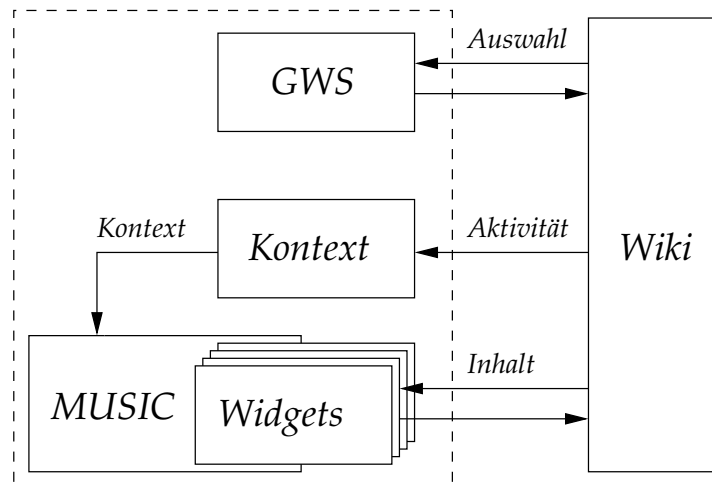 Auswahl
GWS
Kontext
Kontext
Aktivität
Wiki
Inhalt
MUSIC
Widgets